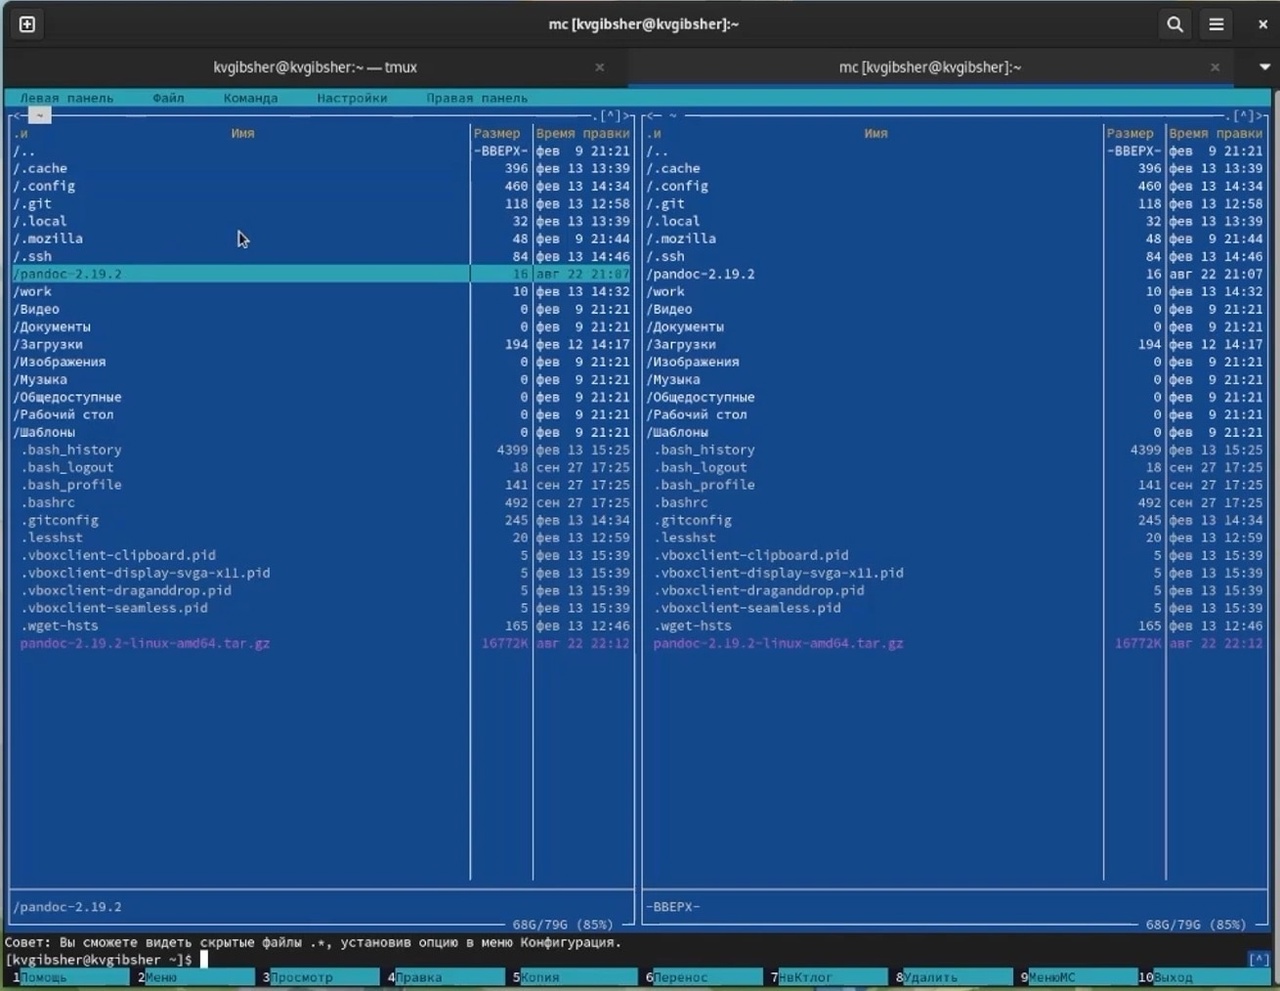 mc [kvgibsher@kvgibsher]:~
kvgibsher@kvgibsher:~ — tmux × mc [kvgibsher@kvgibsher]:~ ×
Левая панель Файл Команда Настройки Правая панель
<— ~ .[^]> <— ~ .[^]>
.и Имя Размер Время правки .и Имя Размер Время правки
/.. -ВВЕРХ- фев 9 21:21 /.. -ВВЕРХ- фев 9 21:21
/.cache 396 фев 13 13:39 /.cache 396 фев 13 13:39
/.config 460 фев 13 14:34 /.config 460 фев 13 14:34
/.git 118 фев 13 12:58 /.git 118 фев 13 12:58
/.local 32 фев 13 13:39 /.local 32 фев 13 13:39
/.mozilla 48 фев 9 21:44 /.mozilla 48 фев 9 21:44
/.ssh 84 фев 13 14:46 /.ssh 84 фев 13 14:46
/pandoc-2.19.2 16 авг 22 21:07 /pandoc-2.19.2 16 авг 22 21:07
/work 10 фев 13 14:32 /work 10 фев 13 14:32
/Видео 0 фев 9 21:21 /Видео 0 фев 9 21:21
/Документы 0 фев 9 21:21 /Документы 0 фев 9 21:21
/Загрузки 194 фев 12 14:17 /Загрузки 194 фев 12 14:17
/Изображения 0 фев 9 21:21 /Изображения 0 фев 9 21:21
/Музыка 0 фев 9 21:21 /Музыка 0 фев 9 21:21
/Общедоступные 0 фев 9 21:21 /Общедоступные 0 фев 9 21:21
/Рабочий стол 0 фев 9 21:21 /Рабочий стол 0 фев 9 21:21
/Шаблоны 0 фев 9 21:21 /Шаблоны 0 фев 9 21:21
.bash_history 4399 фев 13 15:25 .bash_history 4399 фев 13 15:25
.bash_logout 18 сен 27 17:25 .bash_logout 18 сен 27 17:25
.bash_profile 141 сен 27 17:25 .bash_profile 141 сен 27 17:25
.bashrc 492 сен 27 17:25 .bashrc 492 сен 27 17:25
.gitconfig 245 фев 13 14:34 .gitconfig 245 фев 13 14:34
.lesshst 20 фев 13 12:59 .lesshst 20 фев 13 12:59
.vboxclient-clipboard.pid 5 фев 13 15:39 .vboxclient-clipboard.pid 5 фев 13 15:39
.vboxclient-display-svga-x11.pid 5 фев 13 15:39 .vboxclient-display-svga-x11.pid 5 фев 13 15:39
.vboxclient-draganddrop.pid 5 фев 13 15:39 .vboxclient-draganddrop.pid 5 фев 13 15:39
.vboxclient-seamless.pid 5 фев 13 15:39 .vboxclient-seamless.pid 5 фев 13 15:39
.wget-hsts 165 фев 13 12:46 .wget-hsts 165 фев 13 12:46
pandoc-2.19.2-linux-amd64.tar.gz 16772K авг 22 22:12 pandoc-2.19.2-linux-amd64.tar.gz 16772K авг 22 22:12
/pandoc-2.19.2 -ВВЕРХ-
68G/79G (85%) 68G/79G (85%)
Совет: Вы сможете видеть скрытые файлы .*, установив опцию в меню Конфигурация.
[kvgibsher@kvgibsher ~]$ [^]
1Помощь 2Меню 3Просмотр 4Правка 5Копия 6Перенос 7НвКтлог 8Удалить 9МенюMC 10Выход